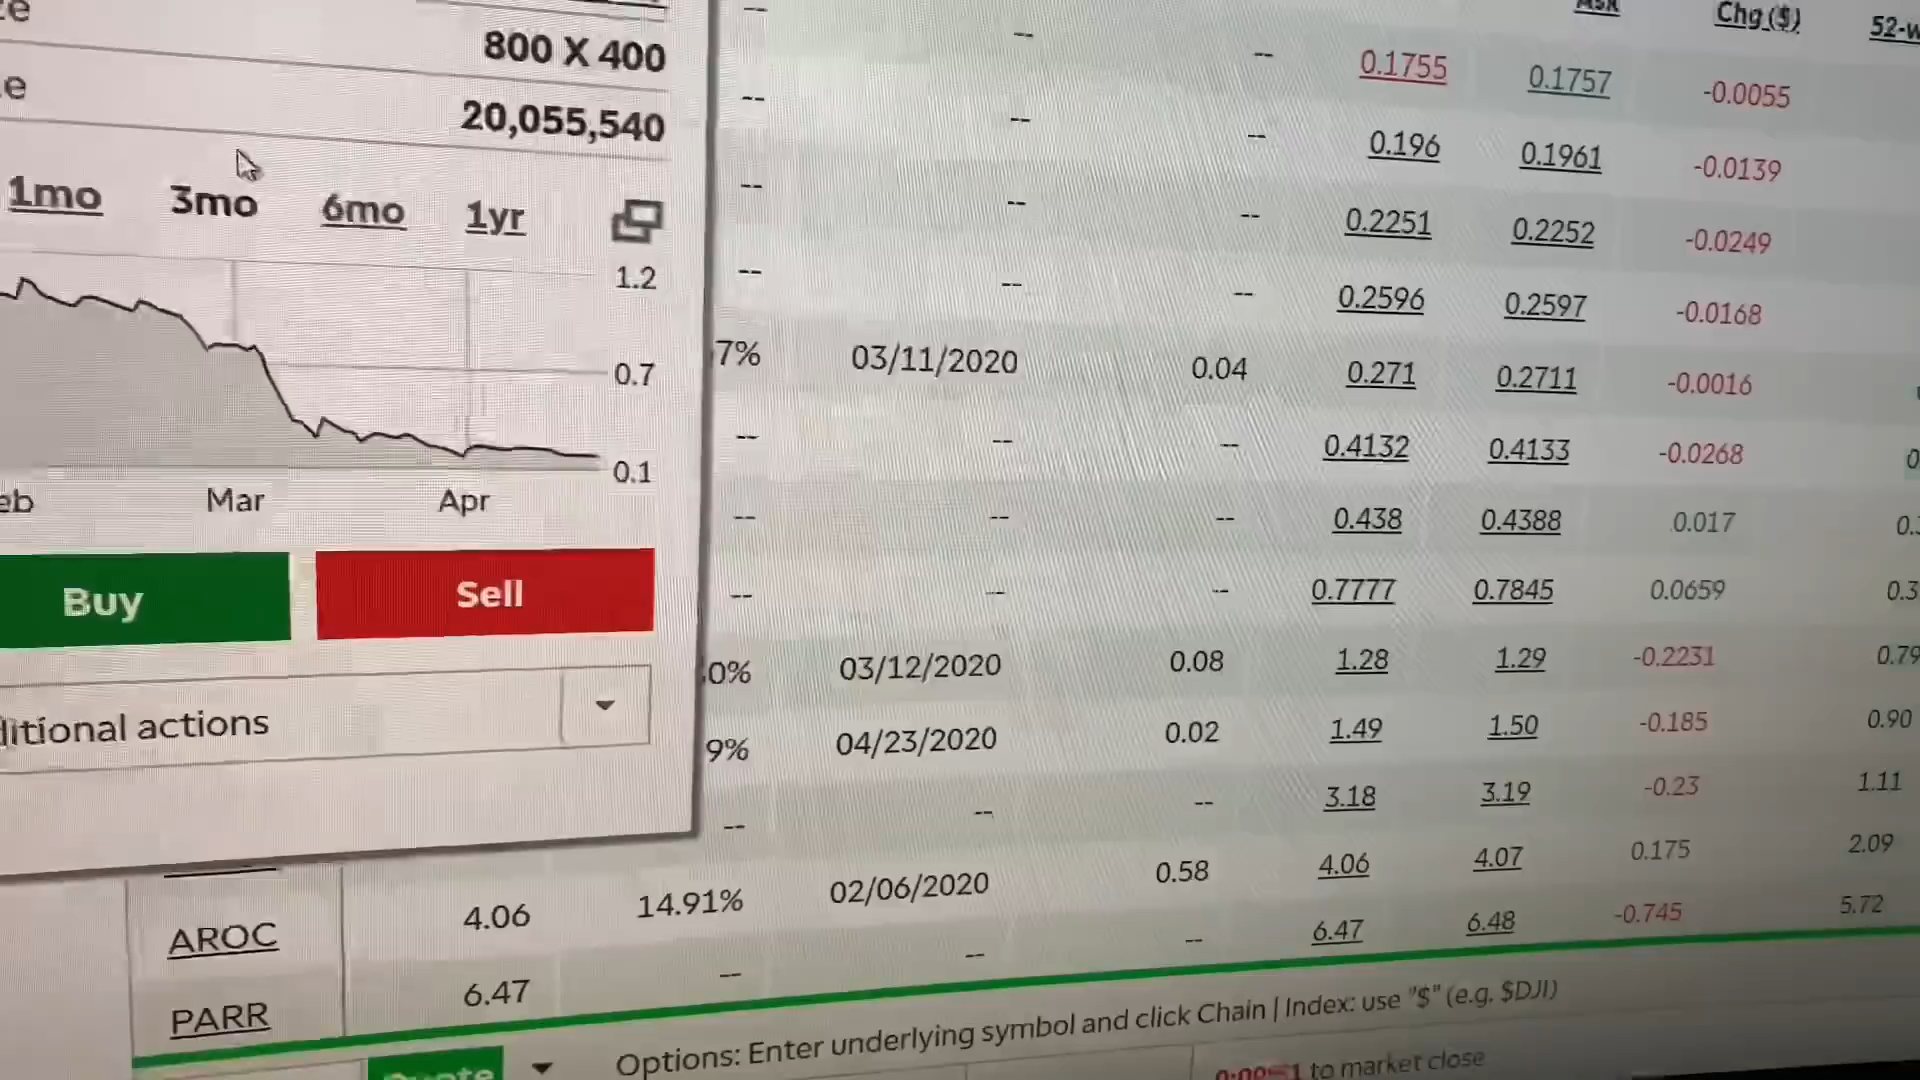 800 X 400
20,055,540
1mo 3mo 6mo 1yr
1.2
0.7
0.1
Mar Apr
Buy Sell
actions
Ask Chg ($)
-- -- -- 0.1755 0.1757 -0.0055
-- -- -- 0.196 0.1961 -0.0139
-- -- -- 0.2251 0.2252 -0.0249
-- -- -- 0.2596 0.2597 -0.0168
7% 03/11/2020 0.04 0.271 0.2711 -0.0016
-- -- -- 0.4132 0.4133 -0.0268
-- -- -- 0.438 0.4388 0.017
-- -- -- 0.7777 0.7845 0.0659
0% 03/12/2020 0.08 1.28 1.29 -0.2231 0.79
9% 04/23/2020 0.02 1.49 1.50 -0.185 0.90
-- -- -- 3.18 3.19 -0.23 1.11
AROC 4.06 14.91% 02/06/2020 0.58 4.06 4.07 0.175 2.09
PARR 6.47 -- -- -- 6.47 6.48 -0.745 5.72
Options: Enter underlying symbol and click Chain | Index: use "$" (e.g. $DJI)
to market close